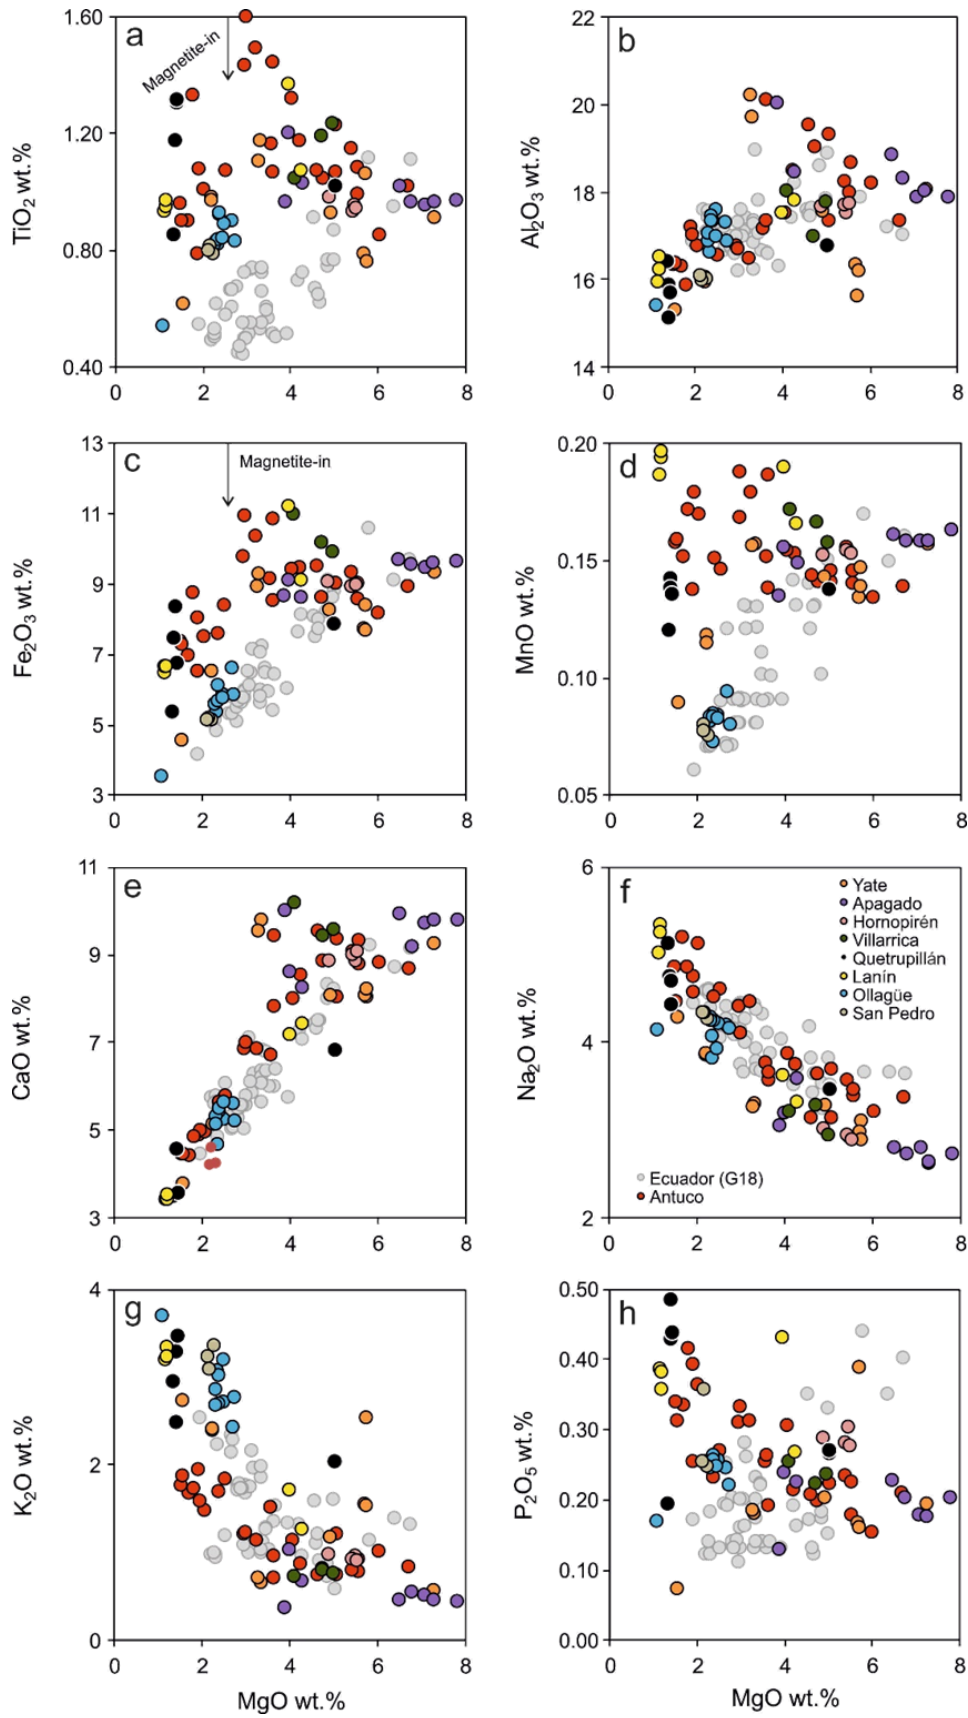 a
Magnetite-in
TiO2 wt.%
1.60
1.20
0.80
0.40
0 2 4 6 8
b
Al2O3 wt.%
22
20
18
16
14
0 2 4 6 8
c
Magnetite-in
Fe2O3 wt.%
13
11
9
7
5
3
0 2 4 6 8
d
MnO wt.%
0.20
0.15
0.10
0.05
0 2 4 6 8
e
CaO wt.%
11
9
7
5
3
0 2 4 6 8
f
Na2O wt.%
6
4
2
0 2 4 6 8
Yate
Apagado
Hornopirén
Villarrica
Quetrupillán
Lanín
Ollagüe
San Pedro
Ecuador (G18)
Antuco
g
K2O wt.%
4
2
0
0 2 4 6 8
MgO wt.%
h
P2O5 wt.%
0.50
0.40
0.30
0.20
0.10
0.00
0 2 4 6 8
MgO wt.%